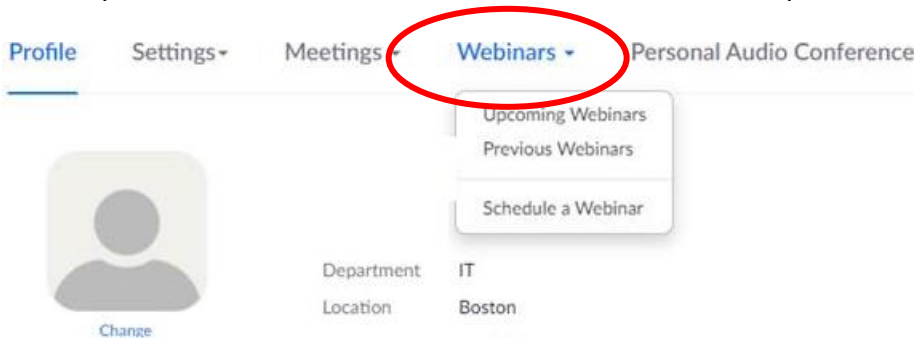 Profile Settings Meetings Webinars Personal Audio Conference
Upcoming Webinars
Previous Webinars
Schedule a Webinar
Department IT
Location Boston
Change